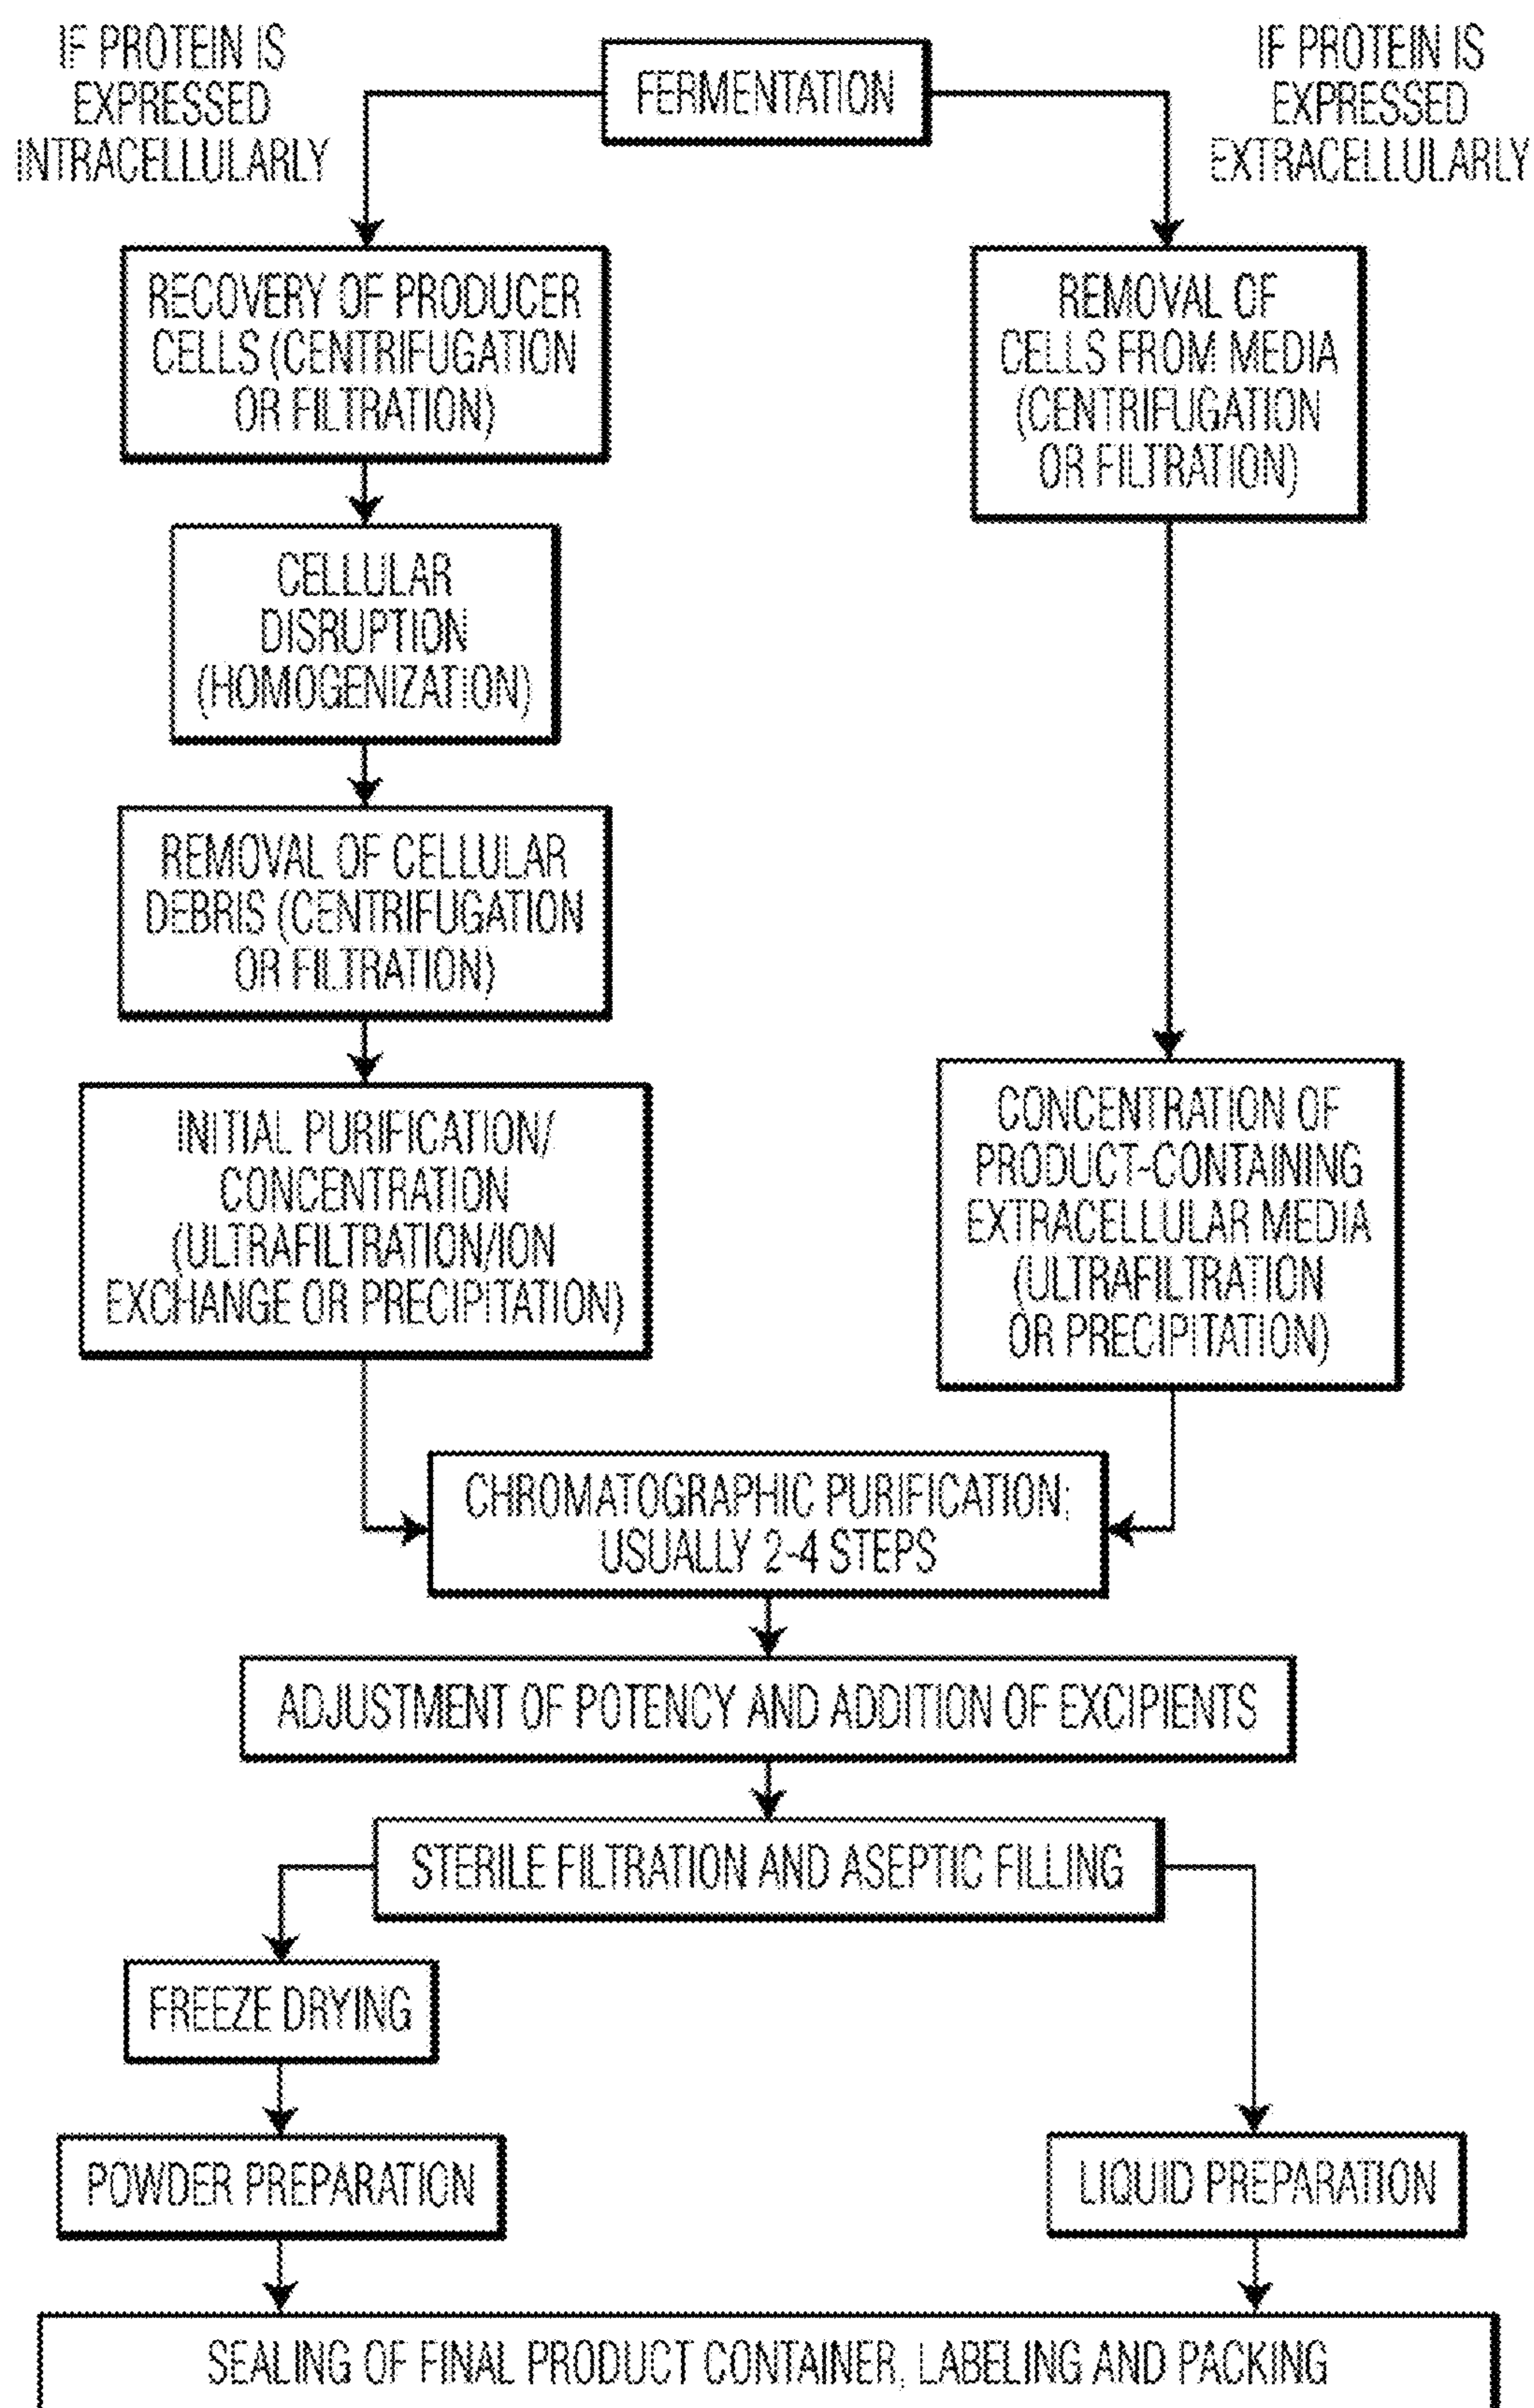 IF PROTEIN IS
EXPRESSED
INTRACELLULARLY
FERMENTATION
IF PROTEIN IS
EXPRESSED
EXTRACELLULARLY
RECOVERY OF PRODUCER
CELLS (CENTRIFUGATION
OR FILTRATION)
REMOVAL OF
CELLS FROM MEDIA
(CENTRIFUGATION
OR FILTRATION)
CELLULAR
DISRUPTION
(HOMOGENIZATION)
REMOVAL OF CELLULAR
DEBRIS (CENTRIFUGATION
OR FILTRATION)
INITIAL PURIFICATION/
CONCENTRATION
(ULTRAFILTRATION/ION
EXCHANGE OR PRECIPITATION)
CONCENTRATION OF
PRODUCT-CONTAINING
EXTRACELLULAR MEDIA
(ULTRAFILTRATION
OR PRECIPITATION)
CHROMATOGRAPHIC PURIFICATION;
USUALLY 2-4 STEPS
ADJUSTMENT OF POTENCY AND ADDITION OF EXCIPIENTS
STERILE FILTRATION AND ASEPTIC FILLING
FREEZE DRYING
POWDER PREPARATION
LIQUID PREPARATION
SEALING OF FINAL PRODUCT CONTAINER, LABELING AND PACKING